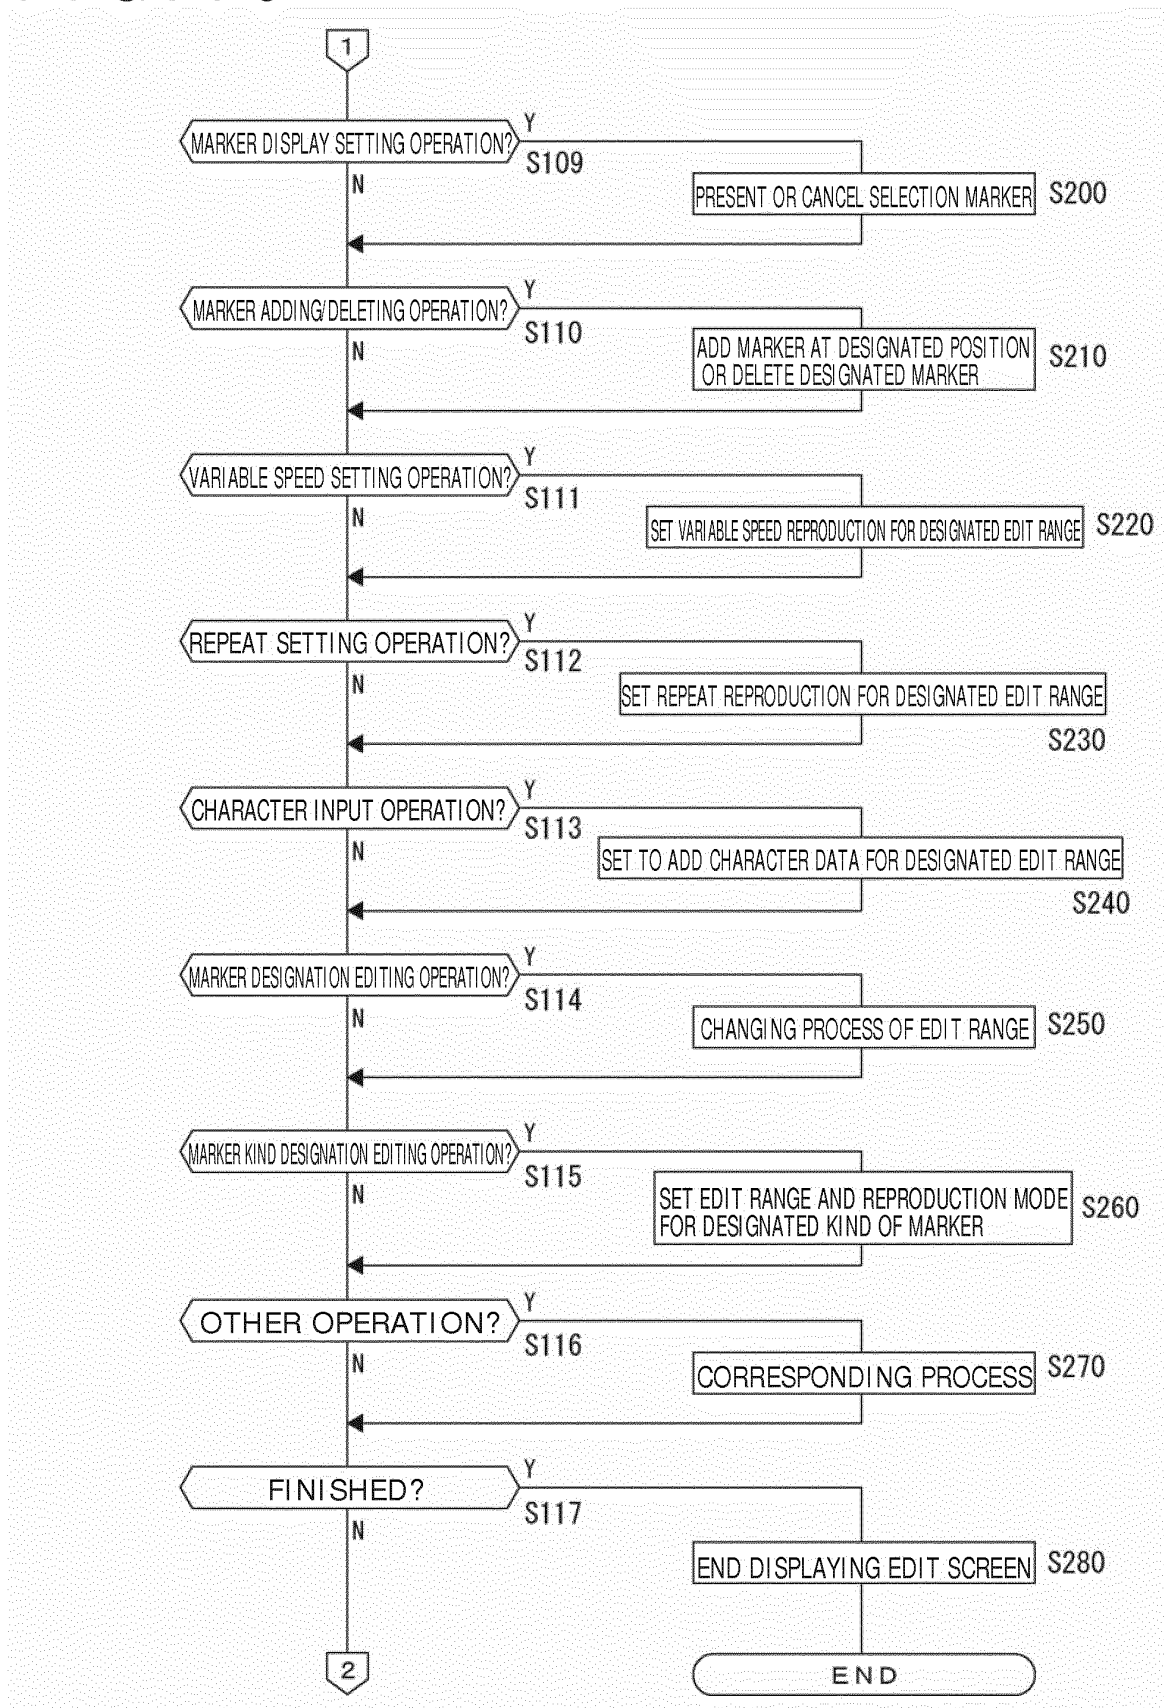 1
MARKER DISPLAY SETTING OPERATION?
Y
S109
N
PRESENT OR CANCEL SELECTION MARKER
S200
MARKER ADDING/DELETING OPERATION?
Y
S110
N
ADD MARKER AT DESIGNATED POSITION
OR DELETE DESIGNATED MARKER
S210
VARIABLE SPEED SETTING OPERATION?
Y
S111
N
SET VARIABLE SPEED REPRODUCTION FOR DESIGNATED EDIT RANGE
S220
REPEAT SETTING OPERATION?
Y
S112
N
SET REPEAT REPRODUCTION FOR DESIGNATED EDIT RANGE
S230
CHARACTER INPUT OPERATION?
Y
S113
N
SET TO ADD CHARACTER DATA FOR DESIGNATED EDIT RANGE
S240
MARKER DESIGNATION EDITING OPERATION?
Y
S114
N
CHANGING PROCESS OF EDIT RANGE
S250
MARKER KIND DESIGNATION EDITING OPERATION?
Y
S115
N
SET EDIT RANGE AND REPRODUCTION MODE
FOR DESIGNATED KIND OF MARKER
S260
OTHER OPERATION?
Y
S116
N
CORRESPONDING PROCESS
S270
FINISHED?
Y
S117
N
END DISPLAYING EDIT SCREEN
S280
2
END